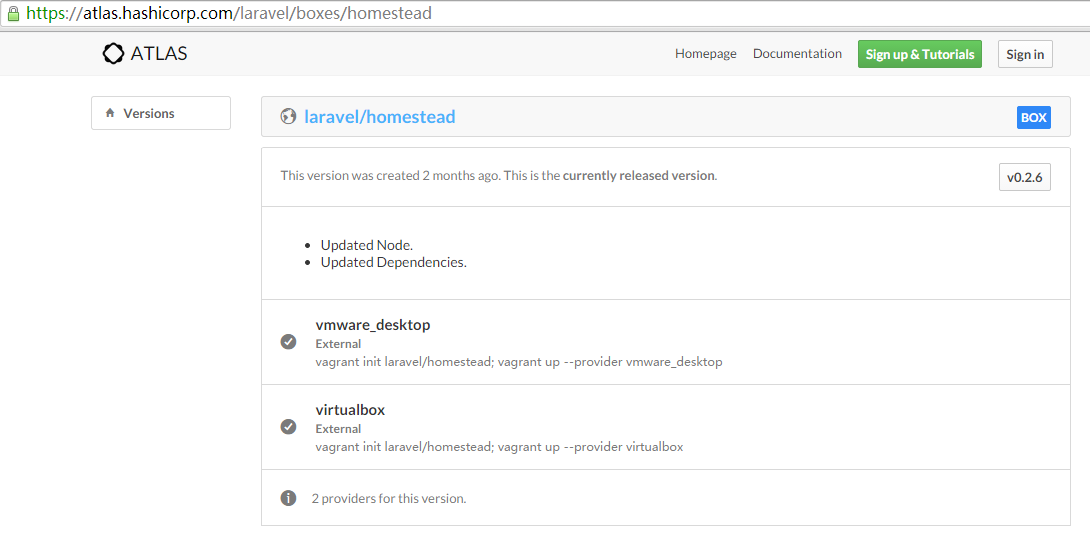 https://atlas.hashicorp.com/laravel/boxes/homestead
ATLAS Homepage Documentation Sign up & Tutorials Sign in
Versions
laravel/homestead BOX
This version was created 2 months ago. This is the currently released version. v0.2.6
Updated Node.
Updated Dependencies.
vmware_desktop
External
vagrant init laravel/homestead; vagrant up --provider vmware_desktop
virtualbox
External
vagrant init laravel/homestead; vagrant up --provider virtualbox
2 providers for this version.